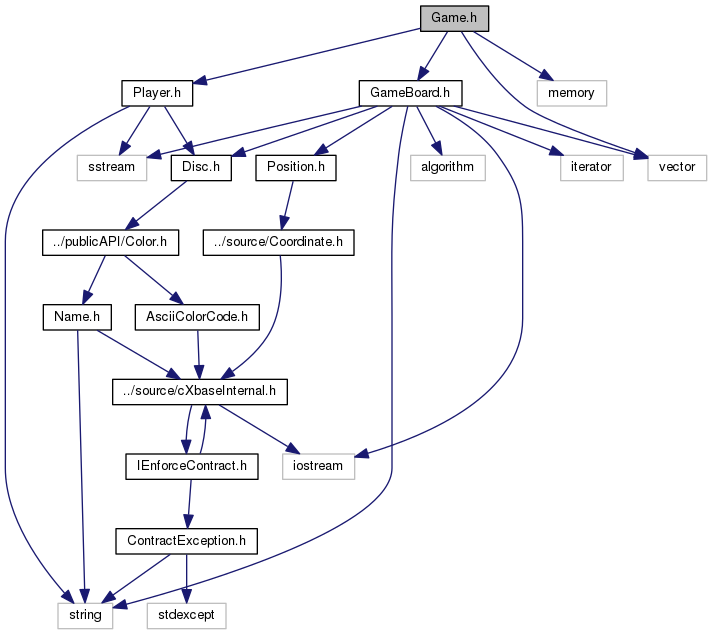 Game.h
Player.h
GameBoard.h
memory
sstream
Disc.h
Position.h
algorithm
iterator
vector
../publicAPI/Color.h
../source/Coordinate.h
Name.h
AsciiColorCode.h
../source/cXbaseInternal.h
IEnforceContract.h
iostream
ContractException.h
string
stdexcept